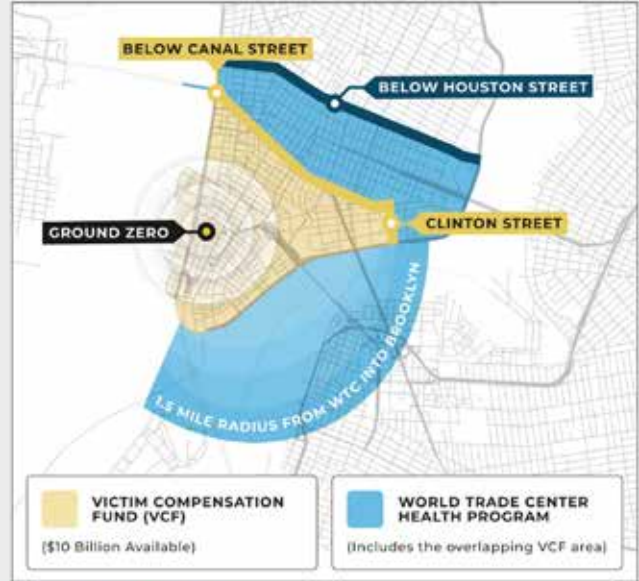 BELOW CANAL STREET
BELOW HOUSTON STREET
CLINTON STREET
GROUND ZERO
1.5 MILE RADIUS FROM WTC INTO BROOKLYN
VICTIM COMPENSATION
FUND (VCF)
($10 Billion Available)
WORLD TRADE CENTER
HEALTH PROGRAM
(Includes the overlapping VCF area)